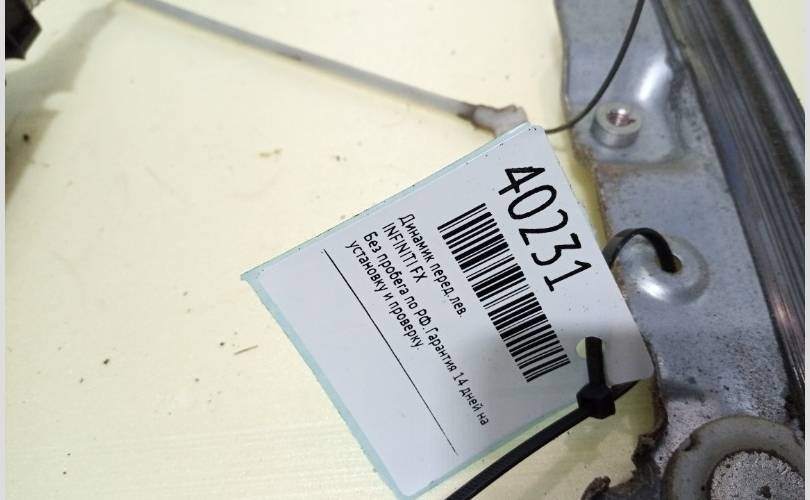 40231
Динамик перед.лев.
INFINITI FX
Без пробега по РФ.Гарантия 14 дней на
установку и проверку.